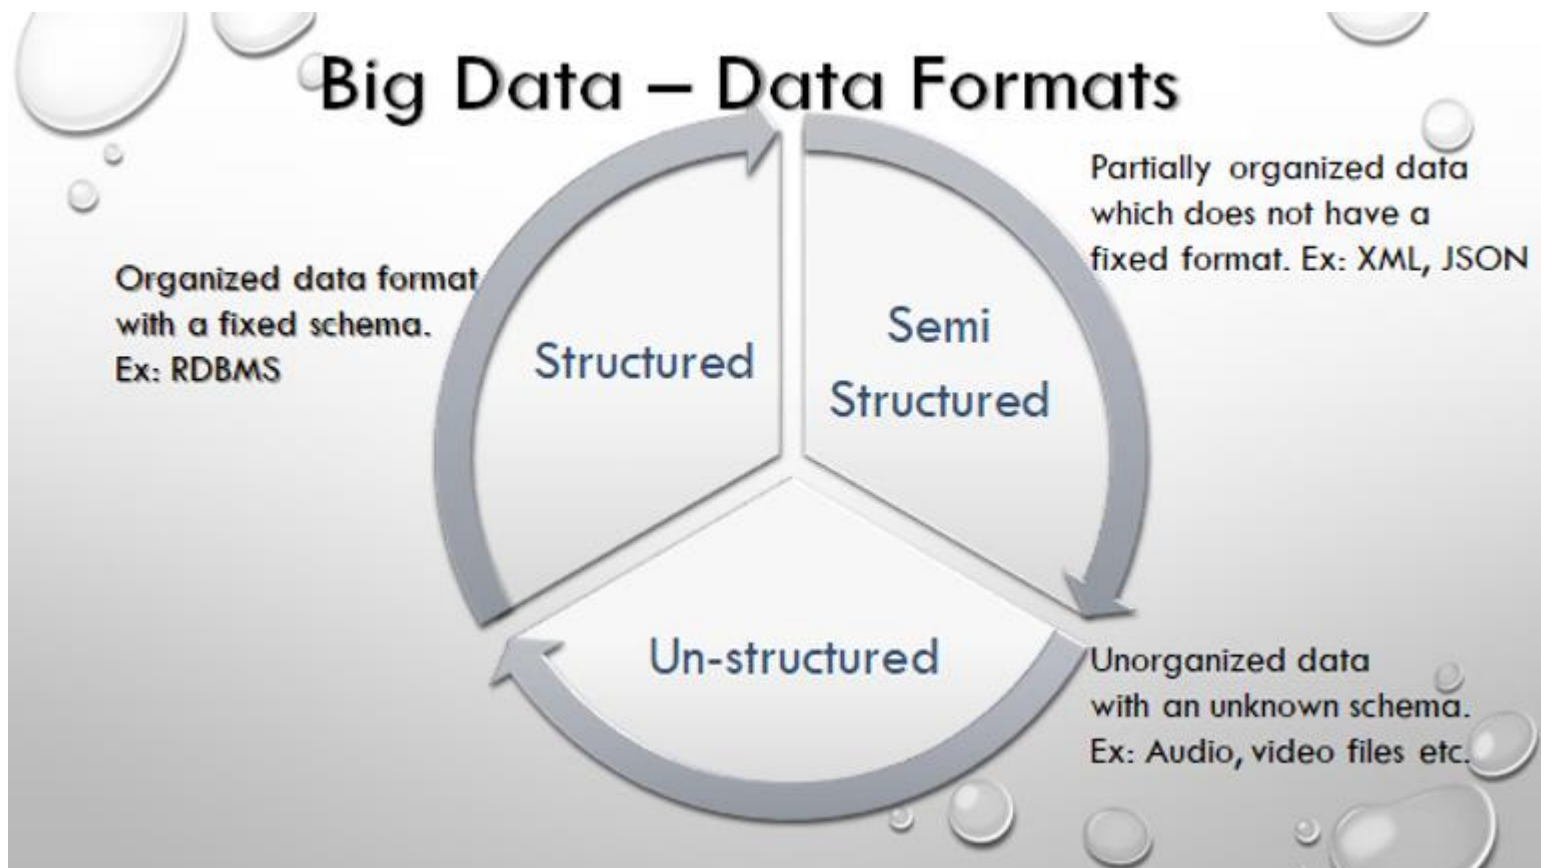 Big Data – Data Formats
Partially organized data
which does not have a
fixed format. Ex: XML, JSON
Organized data format
with a fixed schema.
Ex: RDBMS
Structured
Semi
Structured
Un-structured
Unorganized data
with an unknown schema.
Ex: Audio, video files etc.